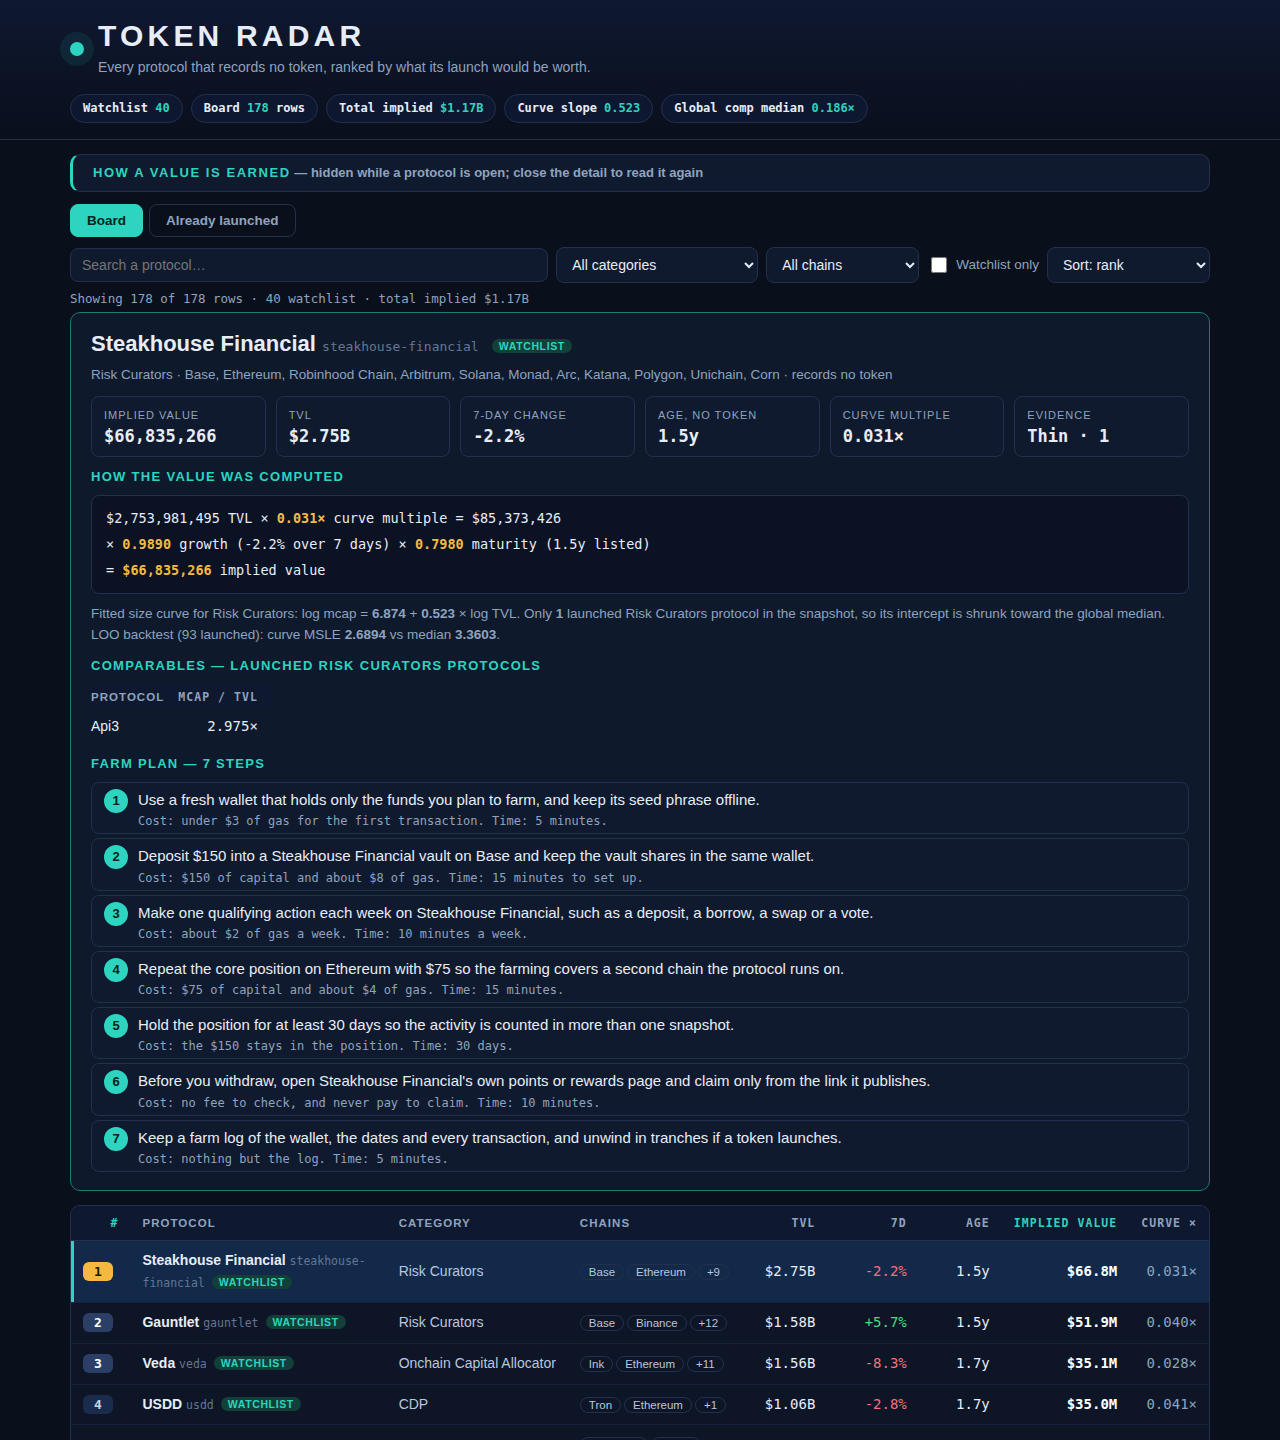 TOKEN RADAR
Every protocol that records no token, ranked by what its launch would be worth.
Watchlist 40
Board 178 rows
Total implied $1.17B
Curve slope 0.523
Global comp median 0.186×
HOW A VALUE IS EARNED — hidden while a protocol is open; close the detail to read it again
Board
Already launched
Search a protocol…
All categories
All chains
Watchlist only
Sort: rank
Showing 178 of 178 rows · 40 watchlist · total implied $1.17B
Steakhouse Financial steakhouse-financial WATCHLIST
Risk Curators · Base, Ethereum, Robinhood Chain, Arbitrum, Solana, Monad, Arc, Katana, Polygon, Unichain, Corn · records no token
IMPLIED VALUE
$66,835,266
TVL
$2.75B
7-DAY CHANGE
-2.2%
AGE, NO TOKEN
1.5y
CURVE MULTIPLE
0.031×
EVIDENCE
Thin · 1
HOW THE VALUE WAS COMPUTED
$2,753,981,495 TVL × 0.031× curve multiple = $85,373,426
× 0.9890 growth (-2.2% over 7 days) × 0.7980 maturity (1.5y listed)
= $66,835,266 implied value
Fitted size curve for Risk Curators: log mcap = 6.874 + 0.523 × log TVL. Only 1 launched Risk Curators protocol in the snapshot, so its intercept is shrunk toward the global median.
LOO backtest (93 launched): curve MSLE 2.6894 vs median 3.3603.
COMPARABLES — LAUNCHED RISK CURATORS PROTOCOLS
PROTOCOL MCAP / TVL
Api3 2.975×
FARM PLAN — 7 STEPS
1 Use a fresh wallet that holds only the funds you plan to farm, and keep its seed phrase offline.
Cost: under $3 of gas for the first transaction. Time: 5 minutes.
2 Deposit $150 into a Steakhouse Financial vault on Base and keep the vault shares in the same wallet.
Cost: $150 of capital and about $8 of gas. Time: 15 minutes to set up.
3 Make one qualifying action each week on Steakhouse Financial, such as a deposit, a borrow, a swap or a vote.
Cost: about $2 of gas a week. Time: 10 minutes a week.
4 Repeat the core position on Ethereum with $75 so the farming covers a second chain the protocol runs on.
Cost: $75 of capital and about $4 of gas. Time: 15 minutes.
5 Hold the position for at least 30 days so the activity is counted in more than one snapshot.
Cost: the $150 stays in the position. Time: 30 days.
6 Before you withdraw, open Steakhouse Financial's own points or rewards page and claim only from the link it publishes.
Cost: no fee to check, and never pay to claim. Time: 10 minutes.
7 Keep a farm log of the wallet, the dates and every transaction, and unwind in tranches if a token launches.
Cost: nothing but the log. Time: 5 minutes.
# PROTOCOL CATEGORY CHAINS TVL 7D AGE IMPLIED VALUE CURVE ×
1 Steakhouse Financial steakhouse-financial WATCHLIST Risk Curators Base Ethereum +9 $2.75B -2.2% 1.5y $66.8M 0.031×
2 Gauntlet gauntlet WATCHLIST Risk Curators Base Binance +12 $1.58B +5.7% 1.5y $51.9M 0.040×
3 Veda veda WATCHLIST Onchain Capital Allocator Ink Ethereum +11 $1.56B -8.3% 1.7y $35.1M 0.028×
4 USDD usdd WATCHLIST CDP Tron Ethereum +1 $1.06B -2.8% 1.7y $35.0M 0.041×